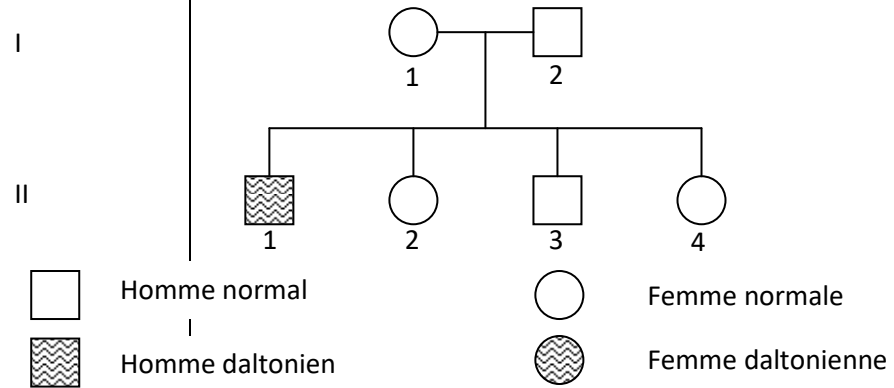 I
1 2
II
1 2 3 4
Homme normal Femme normale
Homme daltonien Femme daltonienne